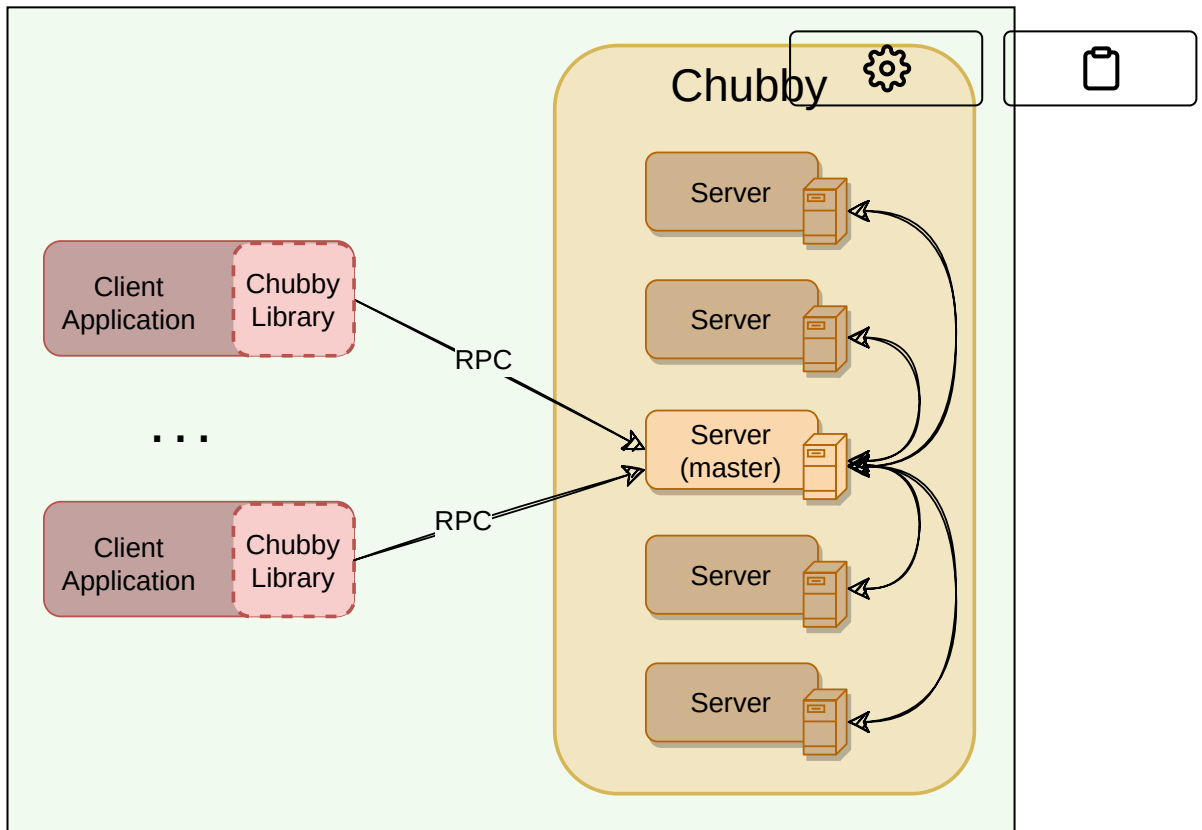 Chubby
Server
Server
Server
(master)
Server
Server
Client
Application
Chubby
Library
RPC
...
Client
Application
Chubby
Library
RPC